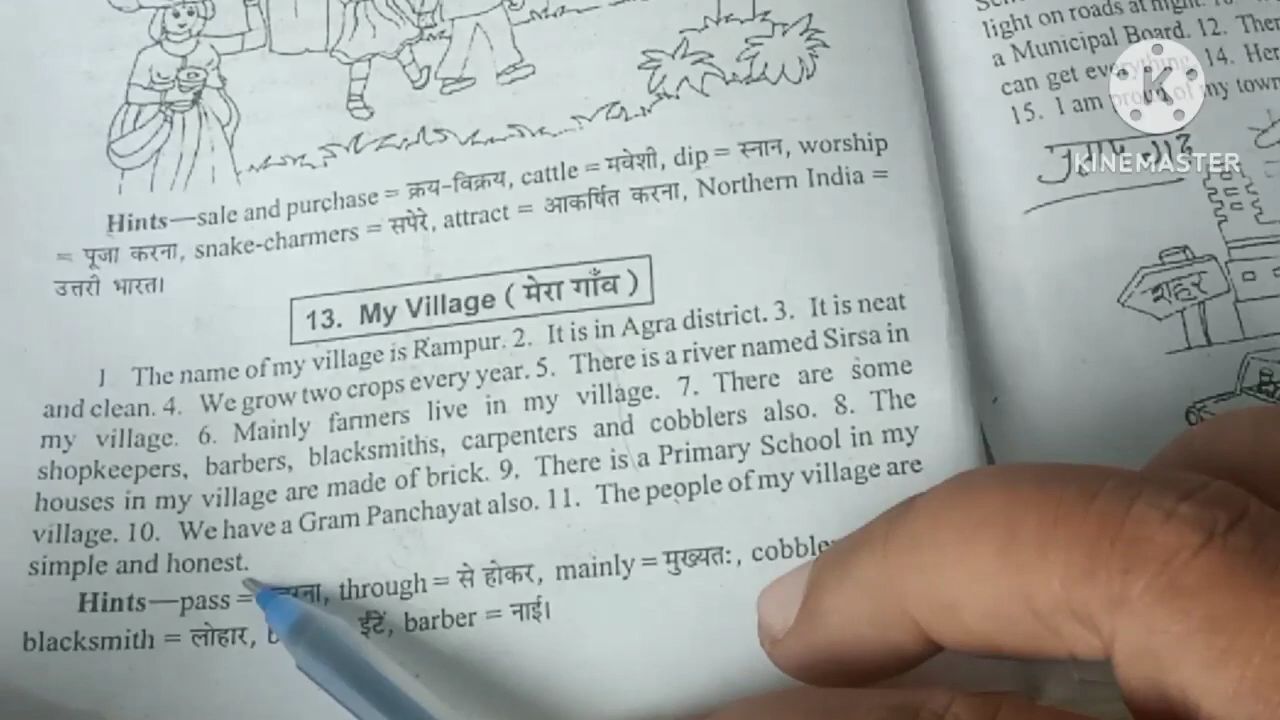 Hints—sale and purchase = क्रय-विक्रय, cattle = मवेशी, dip = स्नान, worship
= पूजा करना, snake-charmers = सपेरे, attract = आकर्षित करना, Northern India =
उत्तरी भारत।
13. My Village ( मेरा गाँव )
1 The name of my village is Rampur. 2. It is in Agra district. 3. It is neat
and clean. 4. We grow two crops every year. 5. There is a river named Sirsa in
my village. 6. Mainly farmers live in my village. 7. There are some
shopkeepers, barbers, blacksmiths, carpenters and cobblers also. 8. The
houses in my village are made of brick. 9. There is a Primary School in my
village. 10. We have a Gram Panchayat also. 11. The people of my village are
simple and honest.
Hints—pass = through = से होकर, mainly = मुख्यत:,
blacksmith = लोहार, ईंटें, barber = नाई।
light on roads at night.
a Municipal Board. 12.
can get 14. Her
15. I am proud of my town
K
KINEMASTER
शहर